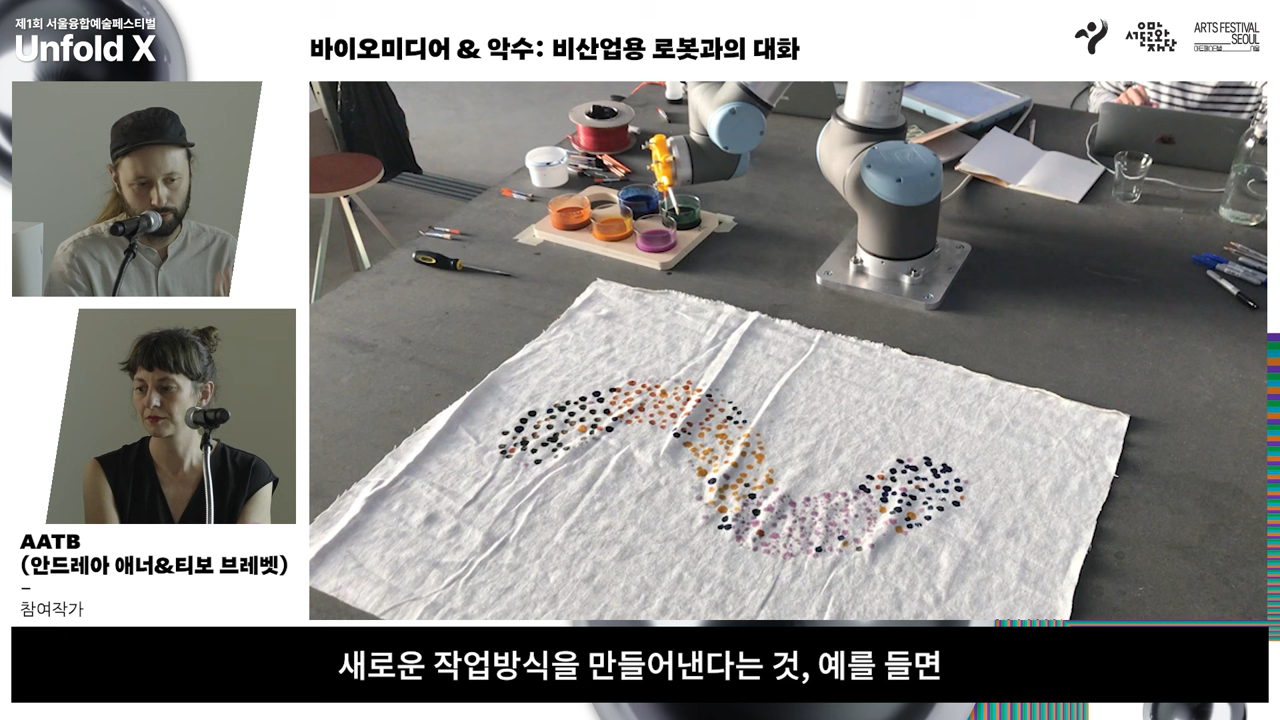 제1회 서울융합예술페스티벌
Unfold X
바이오미디어 & 악수: 비산업용 로봇과의 대화
서울문화재단
ARTS FESTIVAL
SEOUL
AATB
(안드레아 애너&티보 브레벳)
–
참여작가
새로운 작업방식을 만들어낸다는 것, 예를 들면